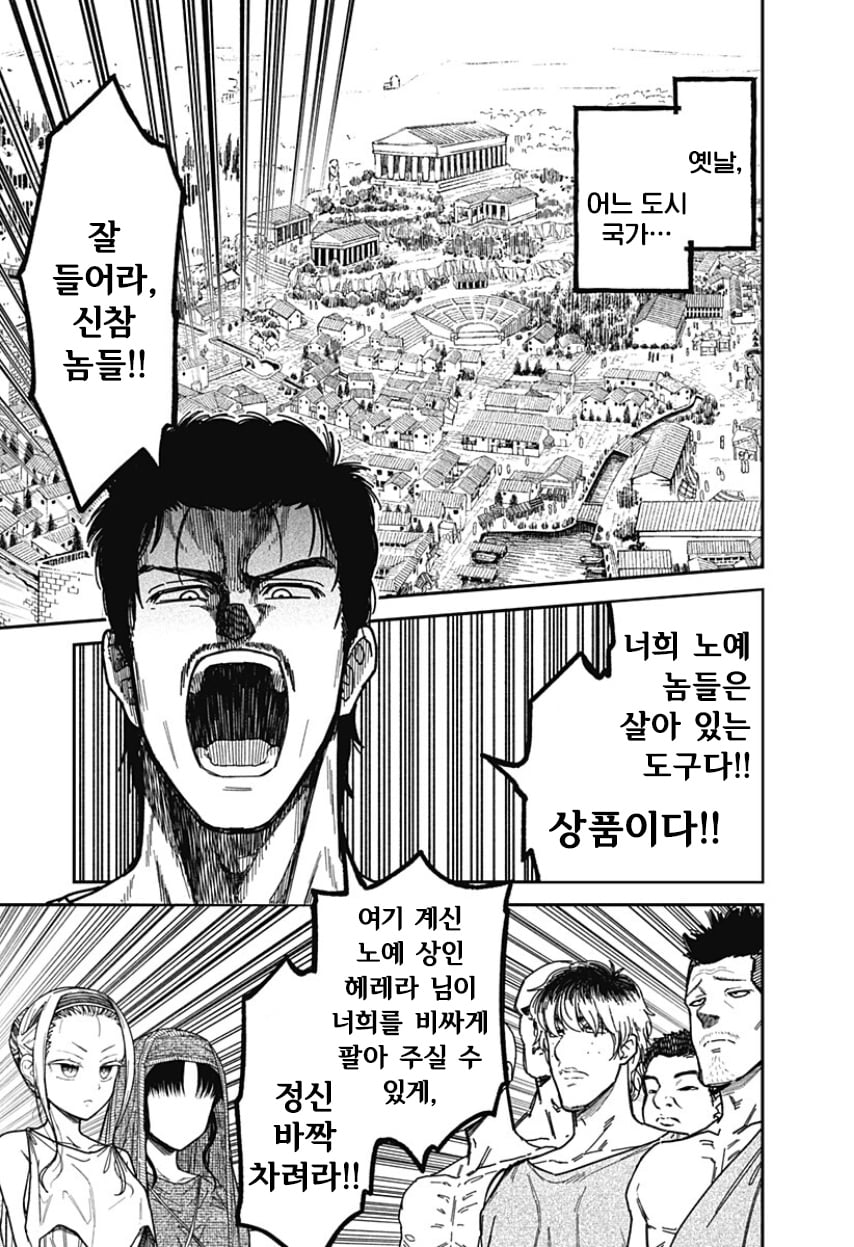 옛날,
어느 도시
국가…
잘
들어라,
신참
놈들!!
너희 노예
놈들은
살아 있는
도구다!!
상품이다!!
여기 계신
노예 상인
헤레라 님이
너희를 비싸게
팔아 주실 수
있게,
정신
바짝
차려라!!